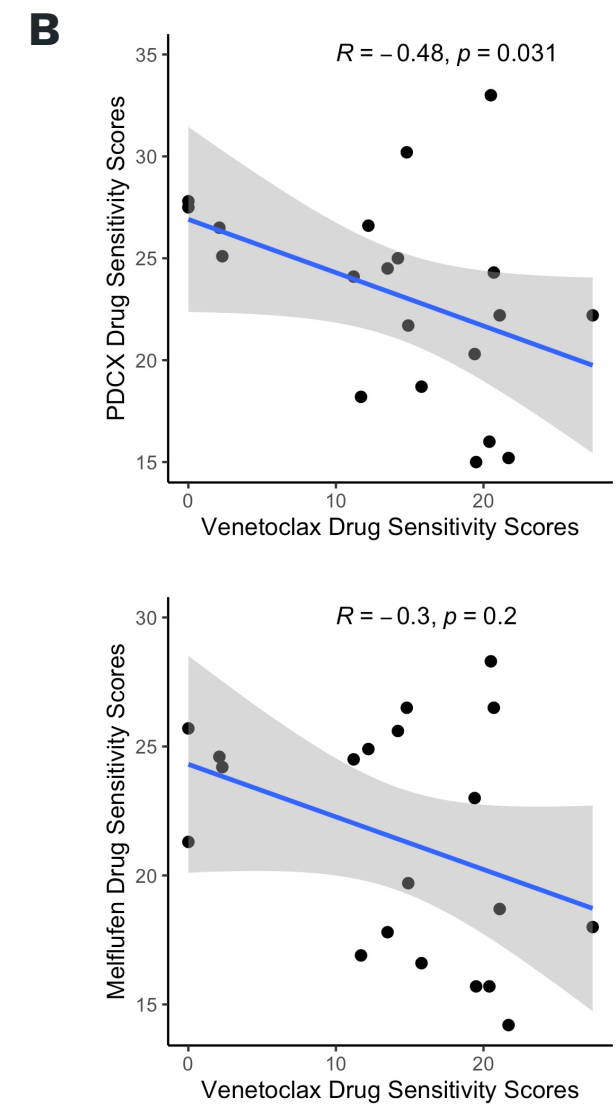 B
R = −0.48, p = 0.031
35
30
25
20
15
PDCX Drug Sensitivity Scores
0 10 20
Venetoclax Drug Sensitivity Scores
R = −0.3, p = 0.2
30
25
20
15
Melflufen Drug Sensitivity Scores
0 10 20
Venetoclax Drug Sensitivity Scores